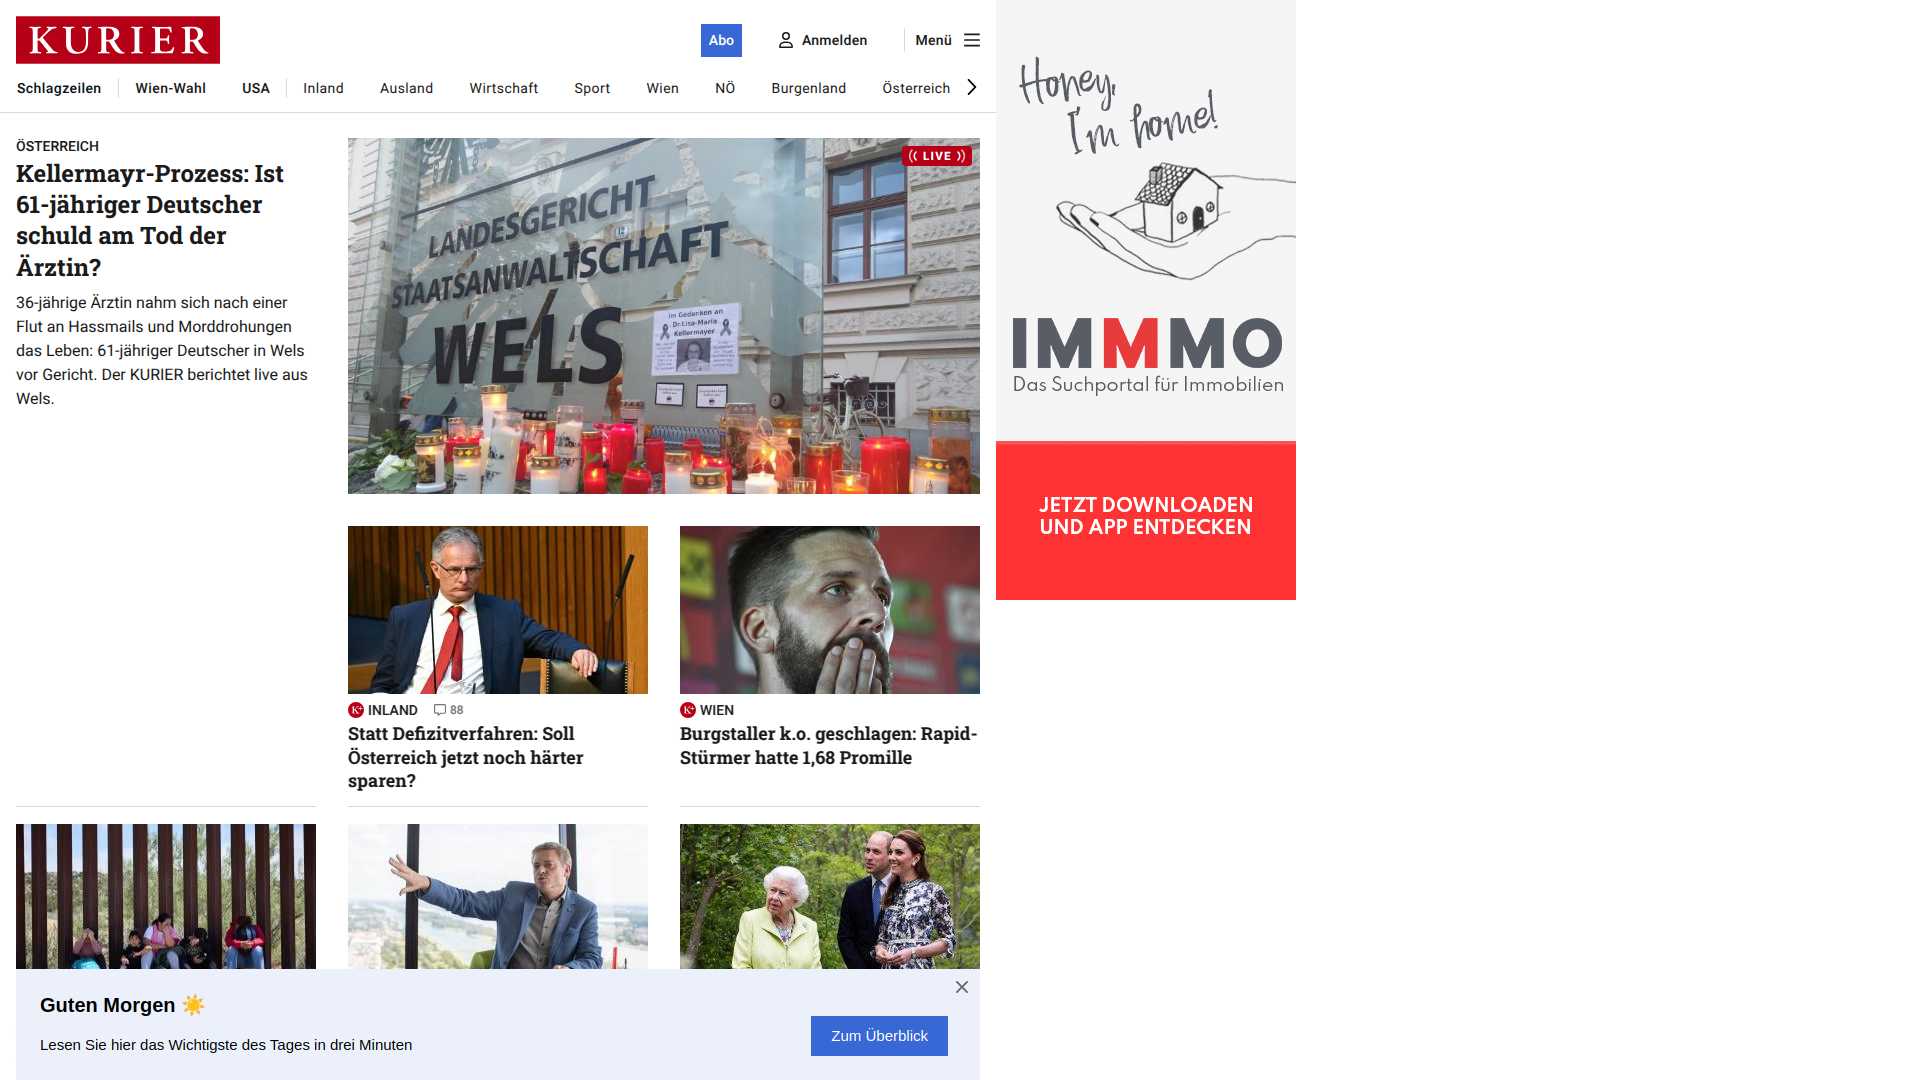 KURIER
Abo
Anmelden
Menü
Schlagzeilen
Wien-Wahl
USA
Inland
Ausland
Wirtschaft
Sport
Wien
NÖ
Burgenland
Österreich
ÖSTERREICH
Kellermayr-Prozess: Ist
61-jähriger Deutscher
schuld am Tod der
Ärztin?
36-jährige Ärztin nahm sich nach einer
Flut an Hassmails und Morddrohungen
das Leben: 61-jähriger Deutscher in Wels
vor Gericht. Der KURIER berichtet live aus
Wels.
LIVE
LANDESGERICHT
STAATSANWALTSCHAFT
WELS
Im Gedenken an
Dr.Lisa-Maria
Kellermayer
K+ INLAND
88
Statt Defizitverfahren: Soll
Österreich jetzt noch härter
sparen?
K+ WIEN
Burgstaller k.o. geschlagen: Rapid-
Stürmer hatte 1,68 Promille
Guten Morgen ☀️
Lesen Sie hier das Wichtigste des Tages in drei Minuten
Zum Überblick
Honey,
I'm home!
IMMMO
Das Suchportal für Immobilien
JETZT DOWNLOADEN
UND APP ENTDECKEN